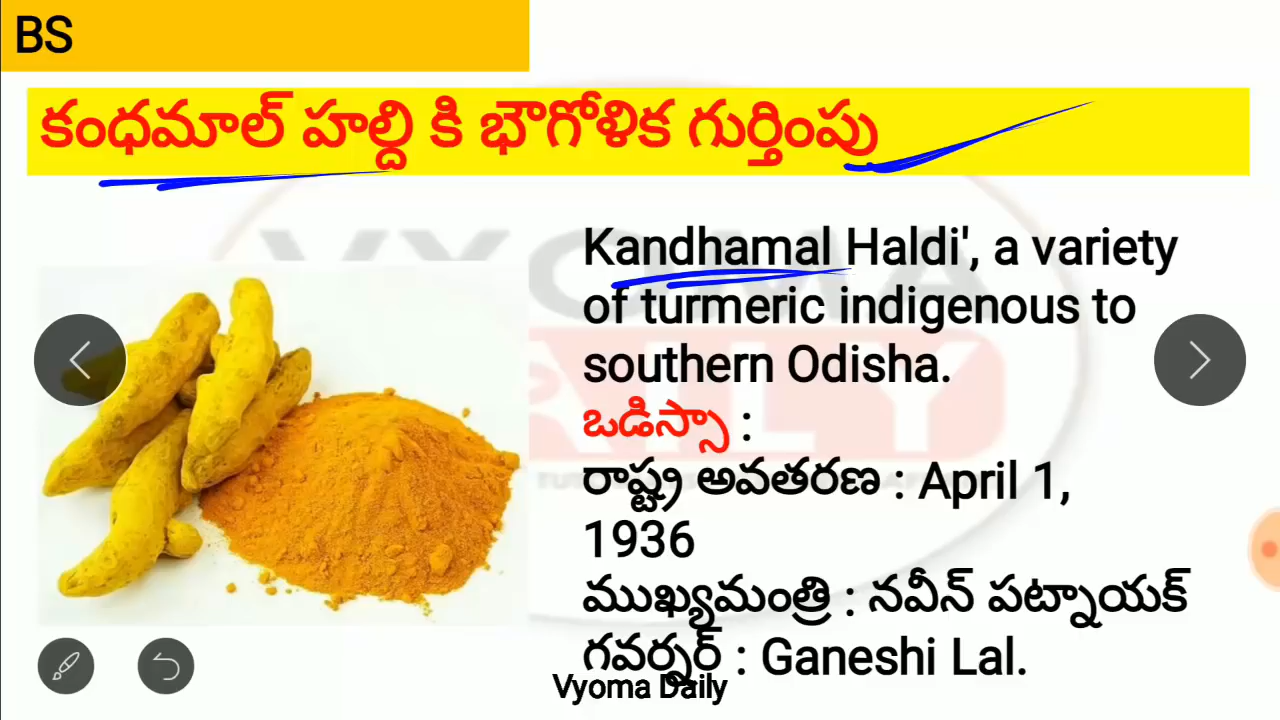 BS
కంధమాల్ హల్ది కి భౌగోళిక గుర్తింపు
Kandhamal Haldi', a variety
of turmeric indigenous to
southern Odisha.
ఒడిస్సా :
రాష్ట్ర అవతరణ : April 1,
1936
ముఖ్యమంత్రి : నవీన్ పట్నాయక్
గవర్నర్ : Ganeshi Lal.
Vyoma Daily